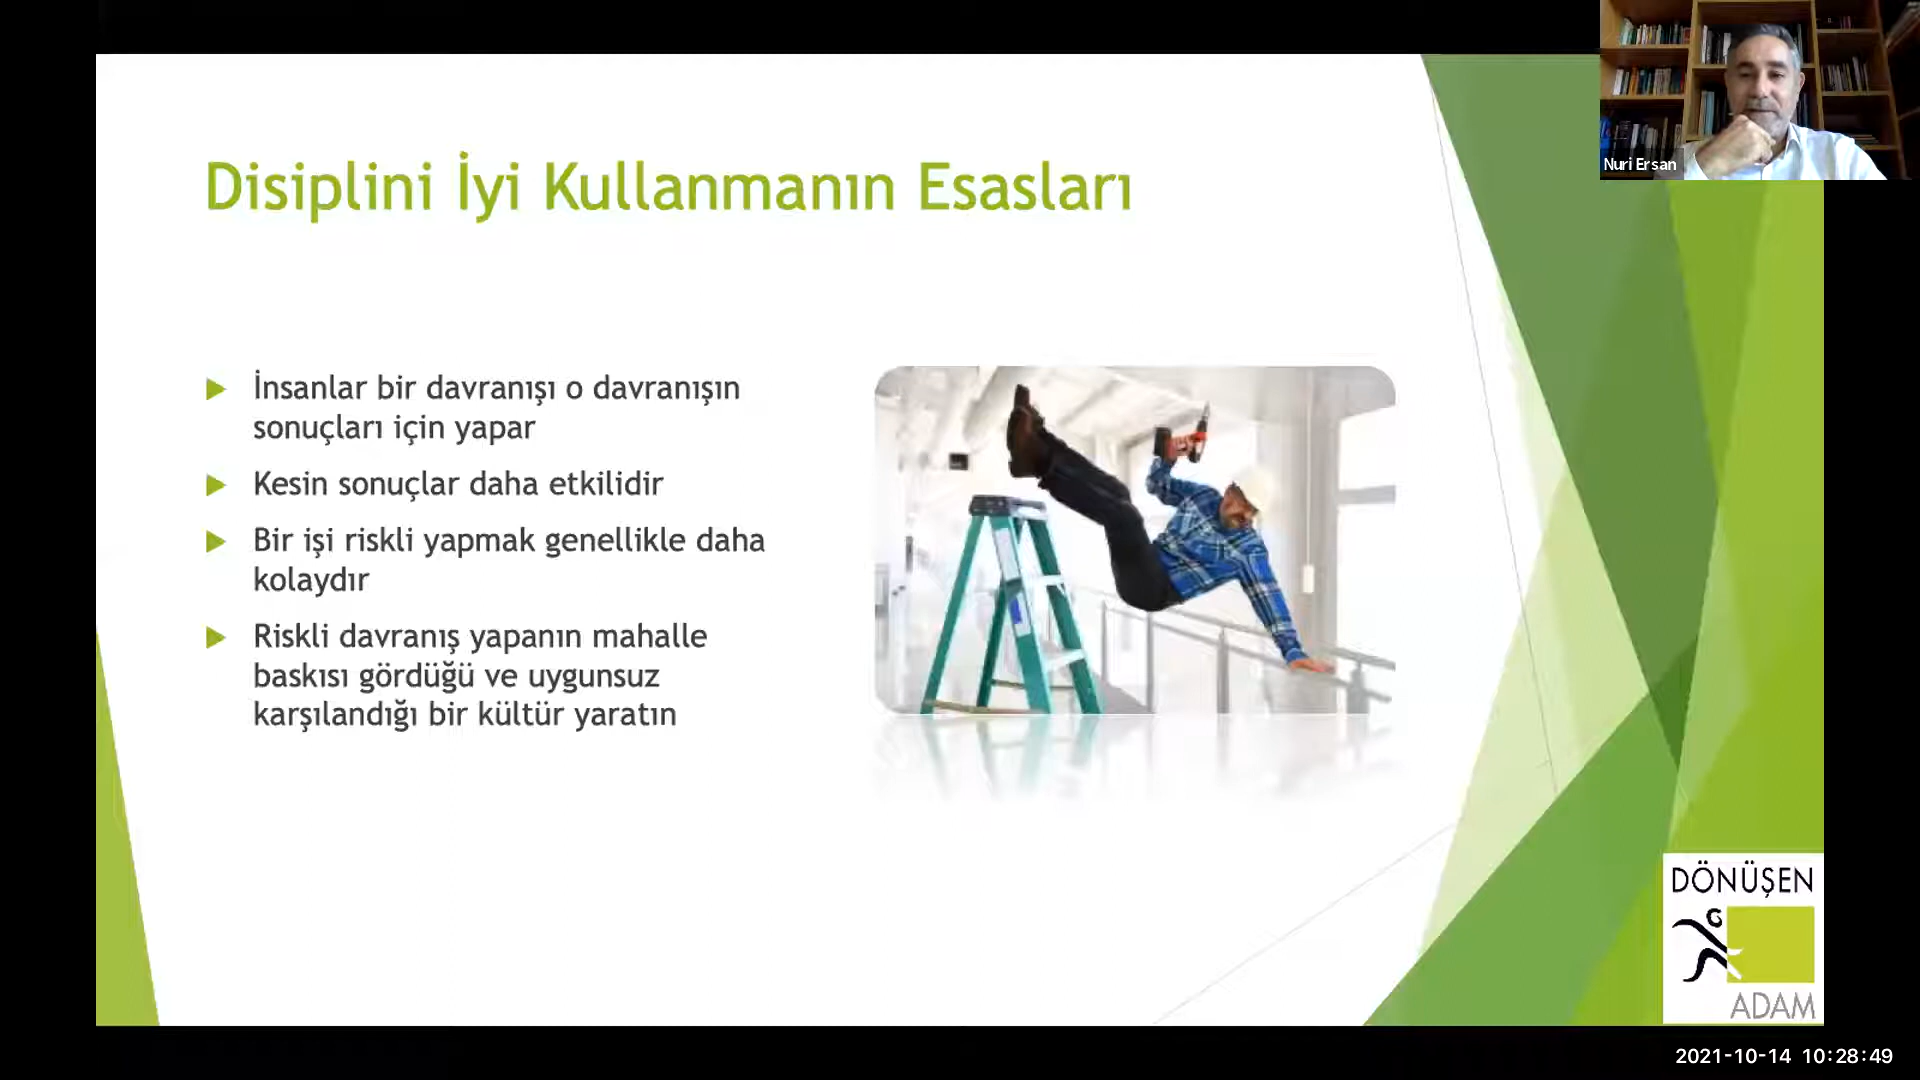 Nuri Ersan
Disiplini İyi Kullanmanın Esasları
İnsanlar bir davranışı o davranışın
sonuçları için yapar
Kesin sonuçlar daha etkilidir
Bir işi riskli yapmak genellikle daha
kolaydır
Riskli davranış yapanın mahalle
baskısı gördüğü ve uygunsuz
karşılandığı bir kültür yaratın
DÖNÜŞEN
ADAM
2021-10-14 10:28:49